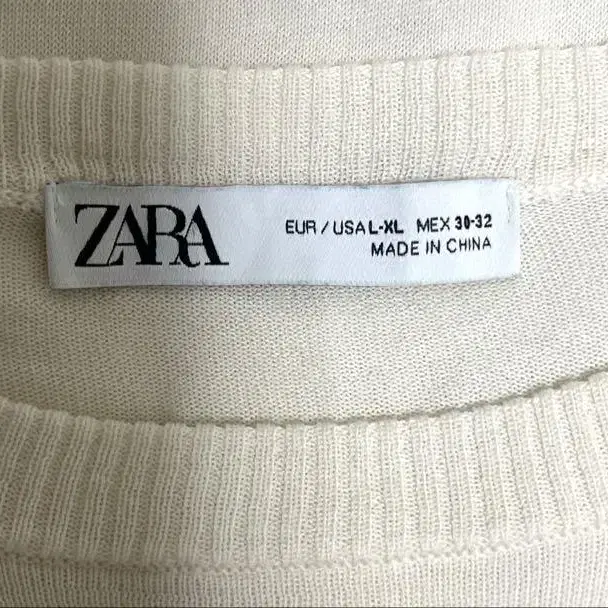 ZARA
EUR / USA L-XL MEX 30-32
MADE IN CHINA